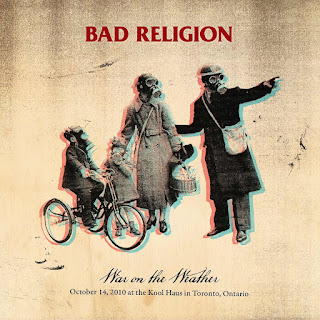 BAD RELIGION
War on the Weather
October 14, 2010 at the Kool Haus in Toronto, Ontario